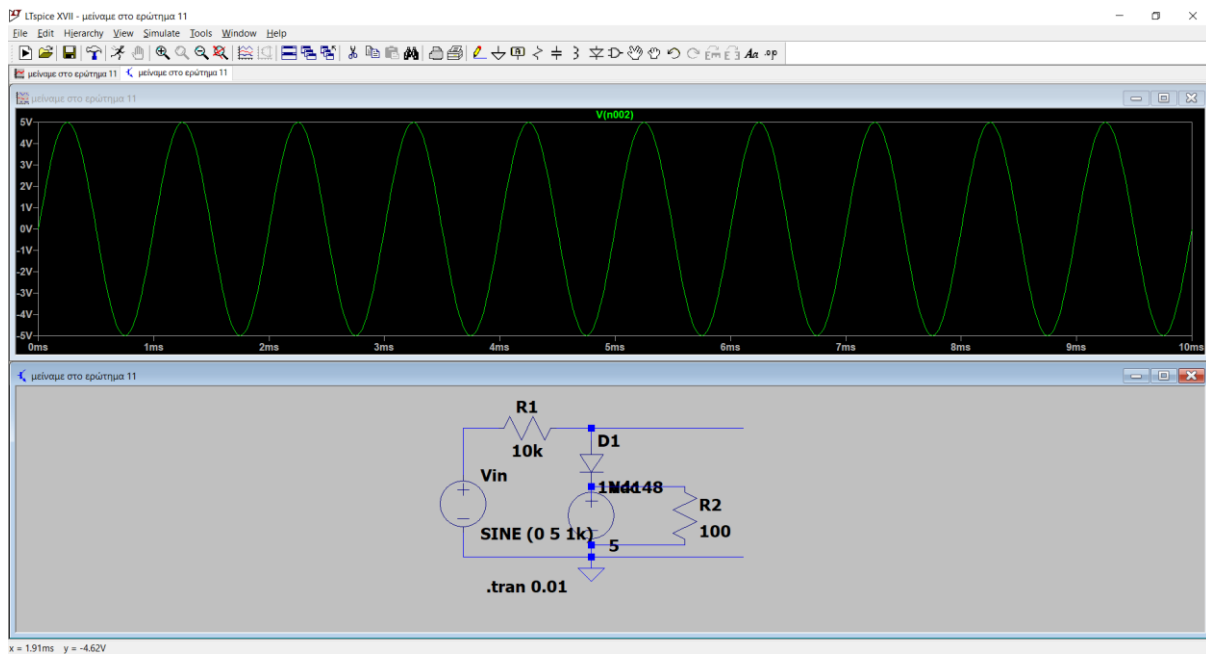 LTspice XVII - μείναμε στο ερώτημα 11
File Edit Hierarchy View Simulate Tools Window Help
Aa .op
μείναμε στο ερώτημα 11 μείναμε στο ερώτημα 11
μείναμε στο ερώτημα 11
V(n002)
5V
4V
3V
2V
1V
0V
-1V
-2V
-3V
-4V
-5V
0ms 1ms 2ms 3ms 4ms 5ms 6ms 7ms 8ms 9ms 10ms
μείναμε στο ερώτημα 11
R1
10k
D1
Vin
1N4148
R2
SINE (0 5 1k)
100
5
.tran 0.01
x = 1.91ms y = -4.62V